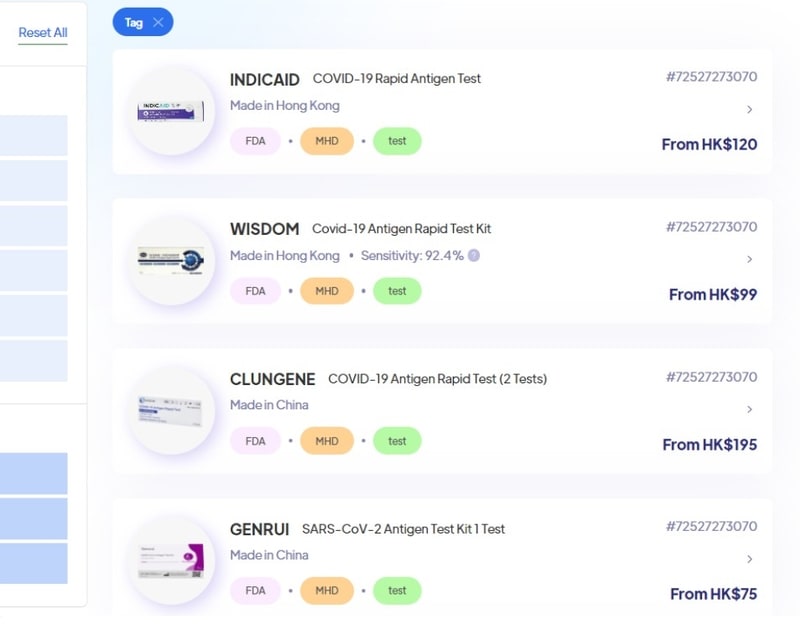 Reset All
Tag
INDICAID COVID-19 Rapid Antigen Test #72527273070
Made in Hong Kong
FDA • MHD • test From HK$120
WISDOM Covid-19 Antigen Rapid Test Kit #72527273070
Made in Hong Kong • Sensitivity: 92.4% ?
FDA • MHD • test From HK$99
CLUNGENE COVID-19 Antigen Rapid Test (2 Tests) #72527273070
Made in China
FDA • MHD • test From HK$195
GENRUI SARS-CoV-2 Antigen Test Kit 1 Test #72527273070
Made in China
FDA • MHD • test From HK$75
INDICAID